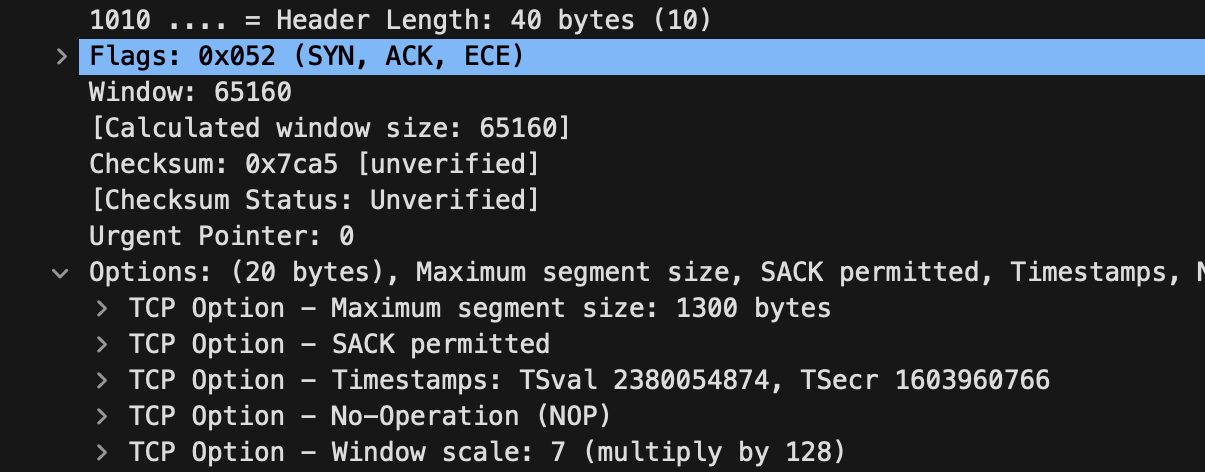 1010 .... = Header Length: 40 bytes (10)
Flags: 0x052 (SYN, ACK, ECE)
Window: 65160
[Calculated window size: 65160]
Checksum: 0x7ca5 [unverified]
[Checksum Status: Unverified]
Urgent Pointer: 0
Options: (20 bytes), Maximum segment size, SACK permitted, Timestamps,
TCP Option – Maximum segment size: 1300 bytes
TCP Option – SACK permitted
TCP Option – Timestamps: TSval 2380054874, TSecr 1603960766
TCP Option – No-Operation (NOP)
TCP Option – Window scale: 7 (multiply by 128)